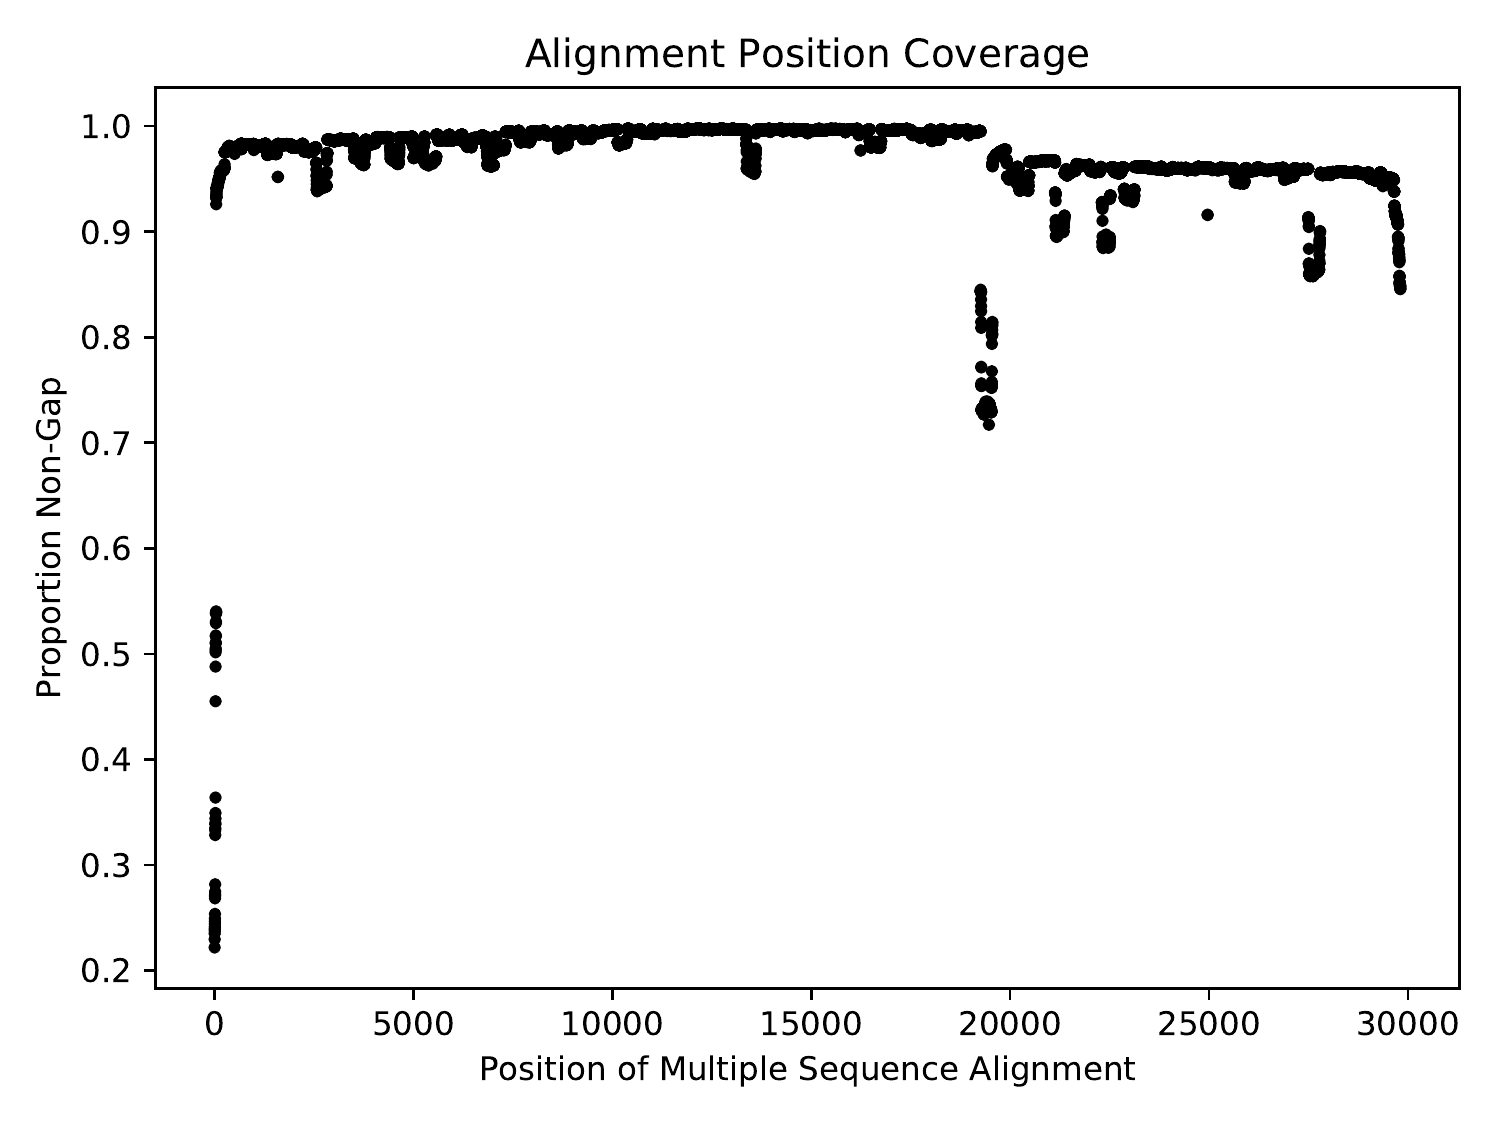 Alignment Position Coverage
Proportion Non-Gap
1.0
0.9
0.8
0.7
0.6
0.5
0.4
0.3
0.2
0 5000 10000 15000 20000 25000 30000
Position of Multiple Sequence Alignment